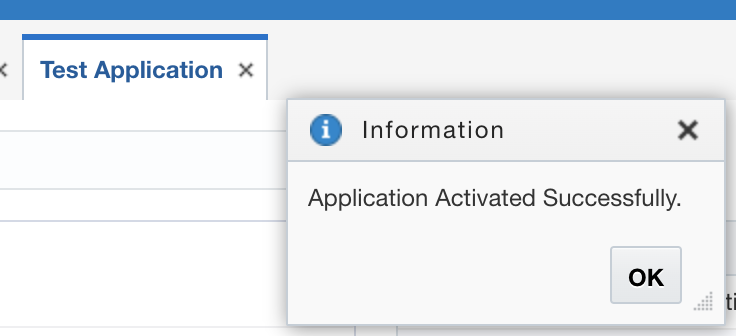 Test Application
Information
Application Activated Successfully.
OK